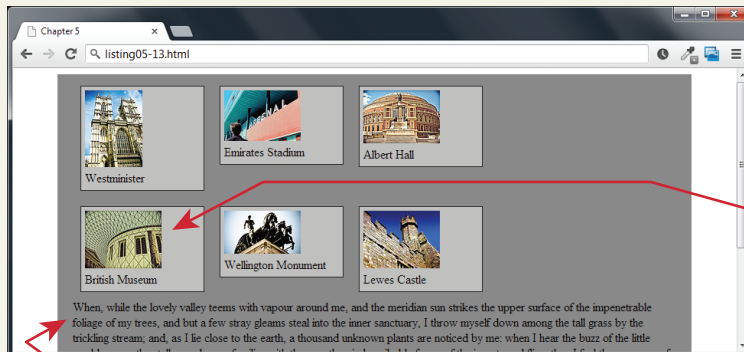 Chapter 5
listing05-13.html
Westminister
Emirates Stadium
Albert Hall
British Museum
Wellington Monument
Lewes Castle
When, while the lovely valley teems with vapour around me, and the meridian sun strikes the upper surface of the impenetrable
foliage of my trees, and but a few stray gleams steal into the inner sanctuary, I throw myself down among the tall grass by the
trickling stream; and, as I lie close to the earth, a thousand unknown plants are noticed by me: when I hear the buzz of the little